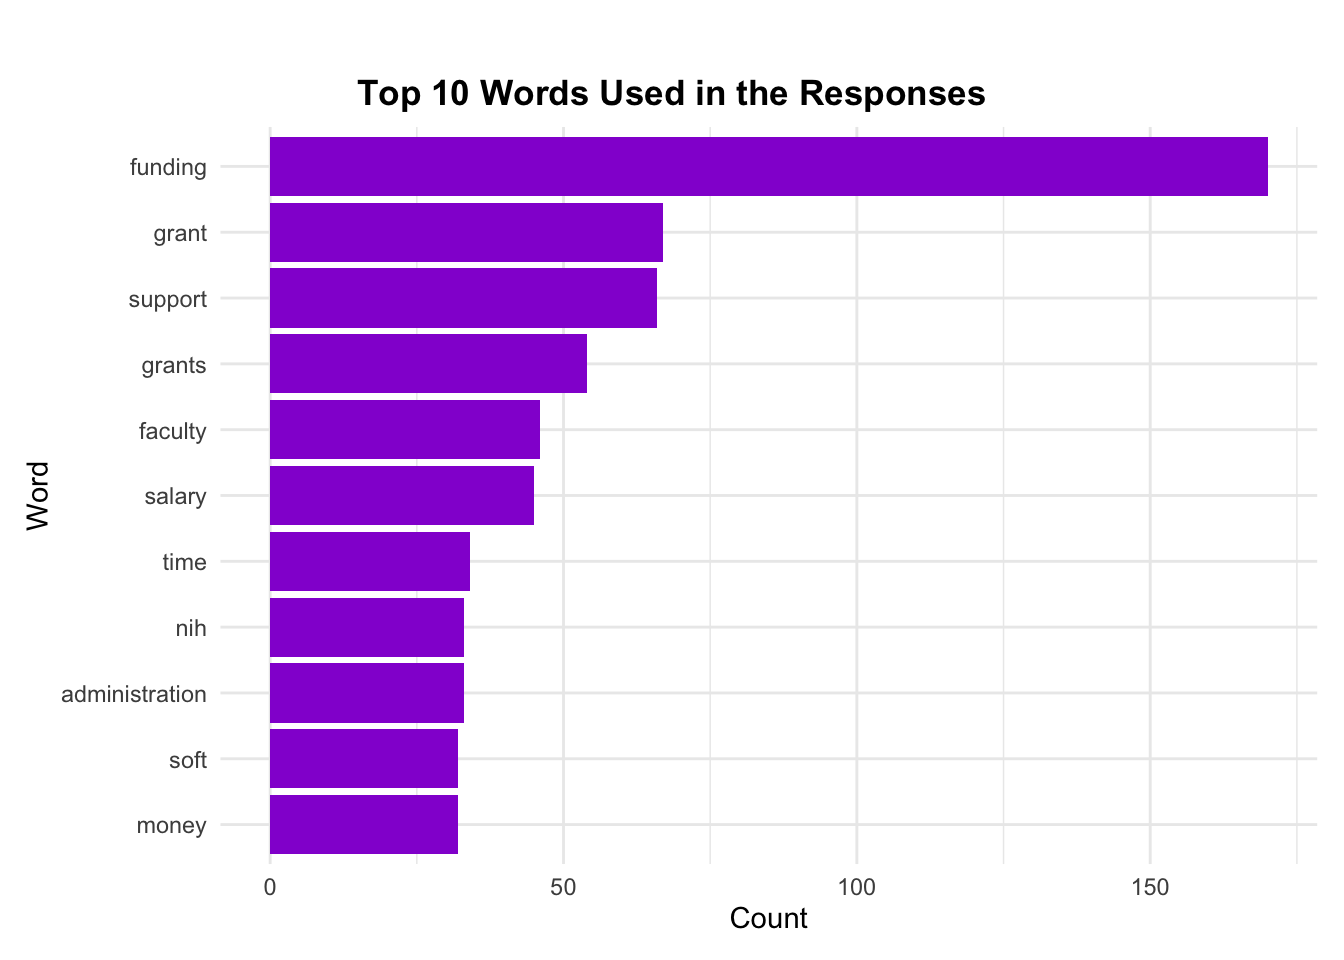 Top 10 Words Used in the Responses
funding
grant
support
grants
faculty
salary
time
nih
administration
soft
money
Word
0 50 100 150
Count